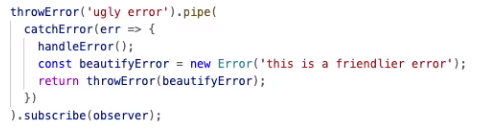 throwError('ugly error').pipe(
  catchError(err => {
    handleError();
    const beautifyError = new Error('this is a friendlier error');
    return throwError(beautifyError);
  })
).subscribe(observer);